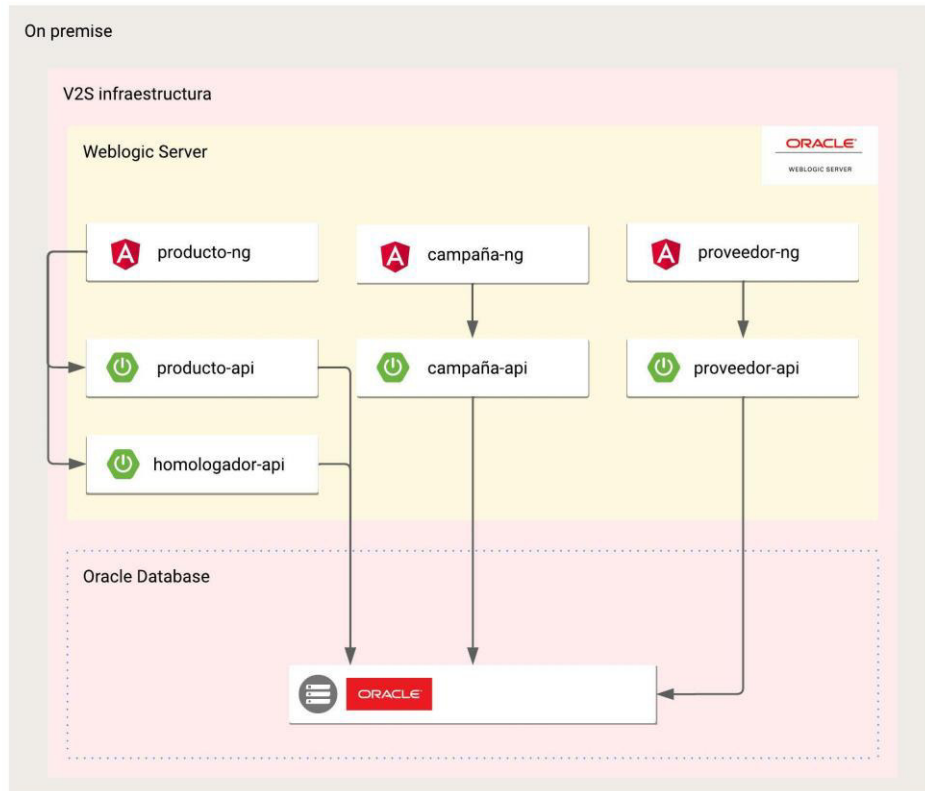 On premise
V2S infraestructura
Weblogic Server
ORACLE
WEBLOGIC SERVER
producto-ng
campaña-ng
proveedor-ng
producto-api
campaña-api
proveedor-api
homologador-api
Oracle Database
ORACLE